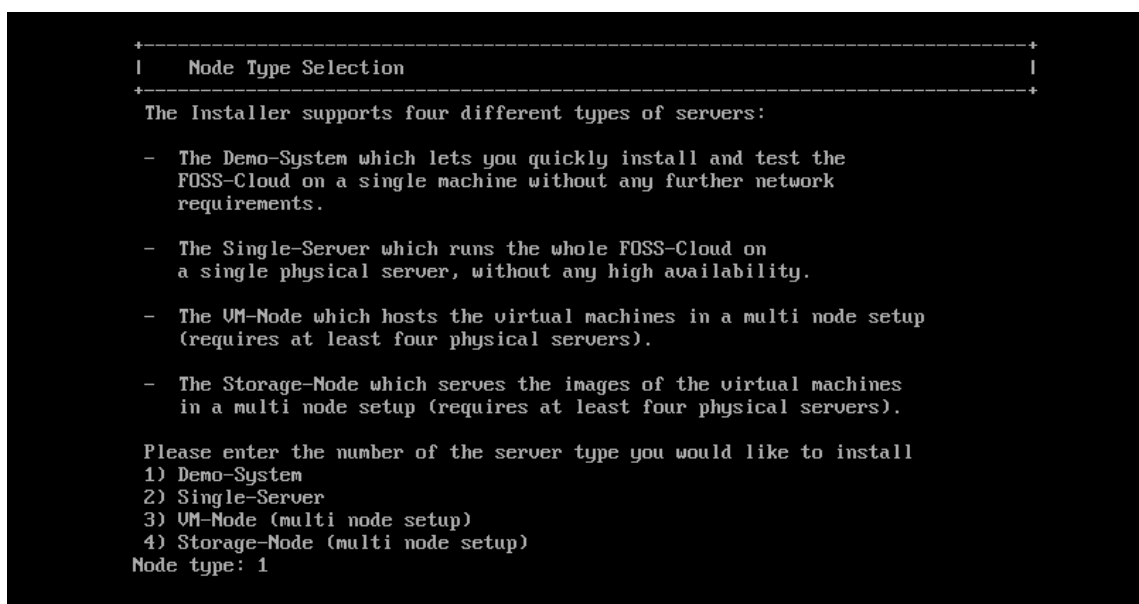 +------------------------------------------------------------------------------+
|    Node Type Selection                                                       |
+------------------------------------------------------------------------------+
The Installer supports four different types of servers:
-  The Demo-System which lets you quickly install and test the
FOSS-Cloud on a single machine without any further network
requirements.
-  The Single-Server which runs the whole FOSS-Cloud on
a single physical server, without any high availability.
-  The VM-Node which hosts the virtual machines in a multi node setup
(requires at least four physical servers).
-  The Storage-Node which serves the images of the virtual machines
in a multi node setup (requires at least four physical servers).
Please enter the number of the server type you would like to install
1) Demo-System
2) Single-Server
3) VM-Node (multi node setup)
4) Storage-Node (multi node setup)
Node type: 1